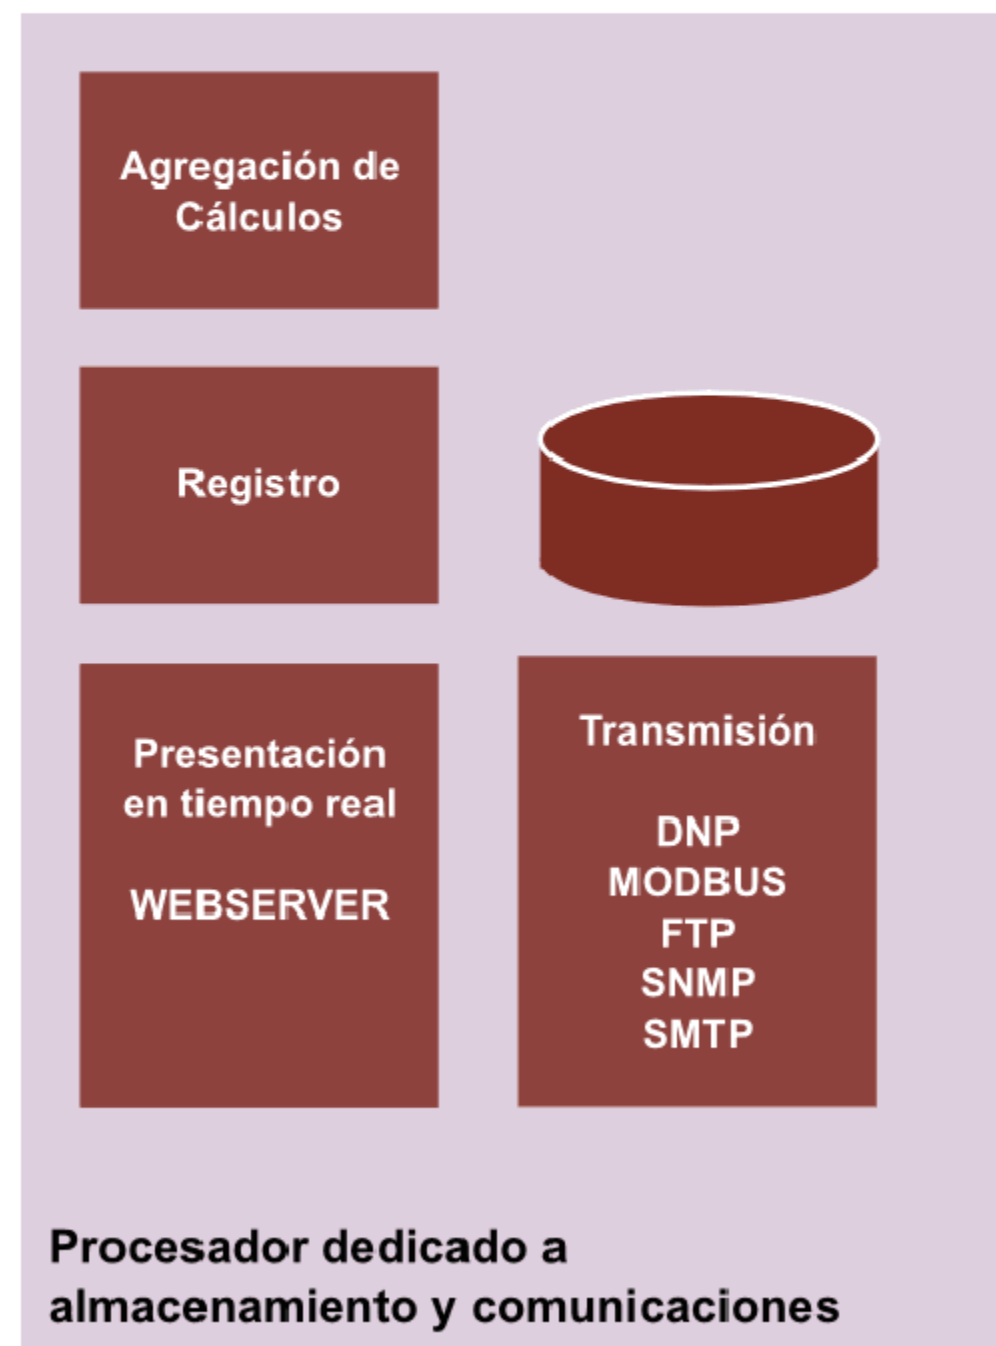 Agregación de
Cálculos
Registro
Presentación
en tiempo real
WEBSERVER
Transmisión
DNP
MODBUS
FTP
SNMP
SMTP
Procesador dedicado a
almacenamiento y comunicaciones